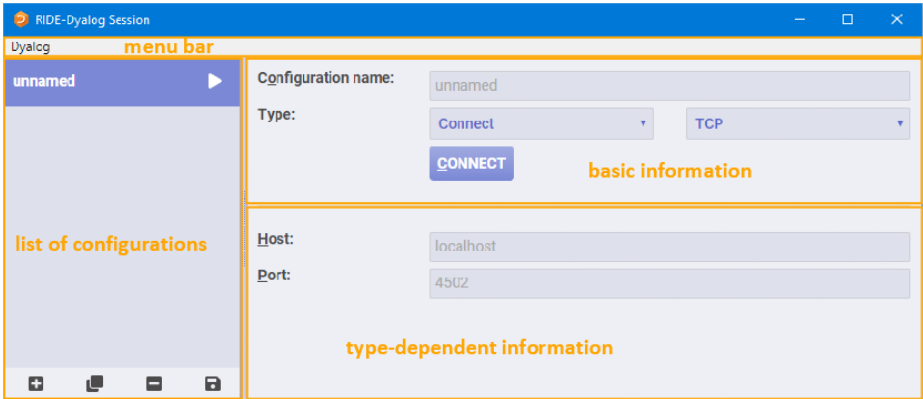 RIDE-Dyalog Session
Dyalog menu bar
unnamed
Configuration name: unnamed
Type: Connect TCP
CONNECT
basic information
list of configurations
Host: localhost
Port: 4502
type-dependent information